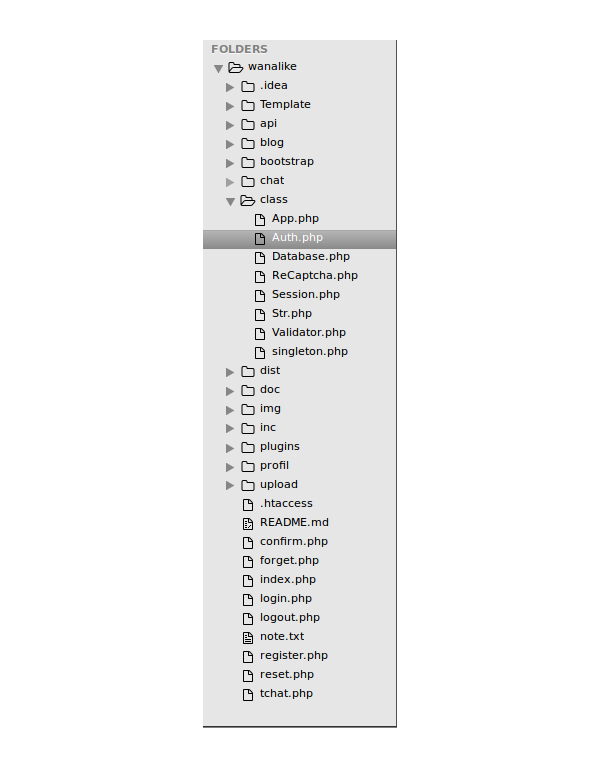 FOLDERS
wanalike
.idea
Template
api
blog
bootstrap
chat
class
App.php
Auth.php
Database.php
ReCaptcha.php
Session.php
Str.php
Validator.php
singleton.php
dist
doc
img
inc
plugins
profil
upload
.htaccess
README.md
confirm.php
forget.php
index.php
login.php
logout.php
note.txt
register.php
reset.php
tchat.php